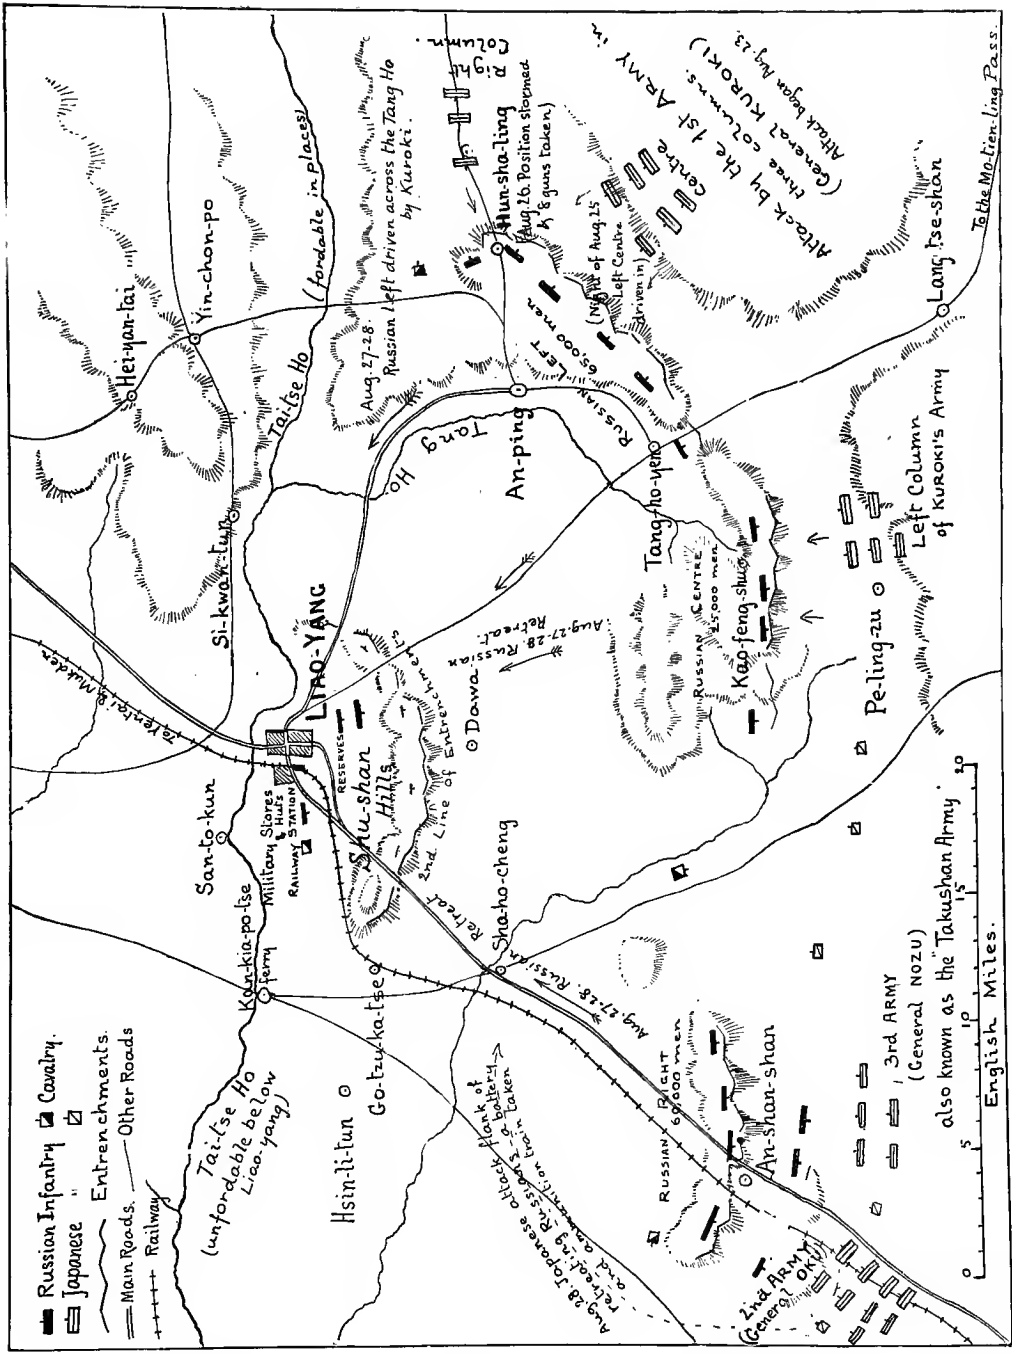 Russian Infantry Cavalry.
Japanese " "
Entrenchments.
Main Roads. Other Roads
Railway
Tai-tse Ho
(unfordable below
Liao-yang)
Kan-kia-po-tse
ferry
San-to-kun
To Yentai & Mukden
Si-kwan-tun
Hei-yan-tai
Yin-chon-po
Tai-tse Ho
(fordable in places)
Military Stores
& Huts
RAILWAY STATION
LIAO-YANG
RESERVES
Shu-shan
Hills
2nd. Line of Entrenchments
Hsin-li-tun
Go-tzu-ka-tse
Sha-ho-cheng
Dawa
Tang
Ho
An-ping
Aug. 27-28.
Russian Left driven across the Tang Ho
by Kuroki.
Right
Column.
Hun-sha-ling
(Aug. 26. Position stormed
& 8 guns taken)
(Night of Aug. 25
Left Centre
driven in)
RUSSIAN LEFT
65,000 men
Centre
Attack by the 1st ARMY in
three columns.
(General KUROKI)
Attack began Aug. 23.
Tang-ho-yen
Lang-tse-shan
To the Mo-tien-ling Pass.
Aug. 27-28. Russian
Retreat.
RUSSIAN CENTRE
25,000 men
Kao-feng-shuo
Pe-ling-zu
Left Column
of KUROKI's Army
Aug. 27-28. Russian
Retreat
Aug 28. Japanese attack flank of
retreating Russians - a battery
and ammunition train taken
RUSSIAN RIGHT
60,000 men
An-shan-shan
2nd ARMY
(General OKU)
3rd ARMY
(General NOZU)
also known as the "Takushan Army"
0 5 10 15 20
English Miles.